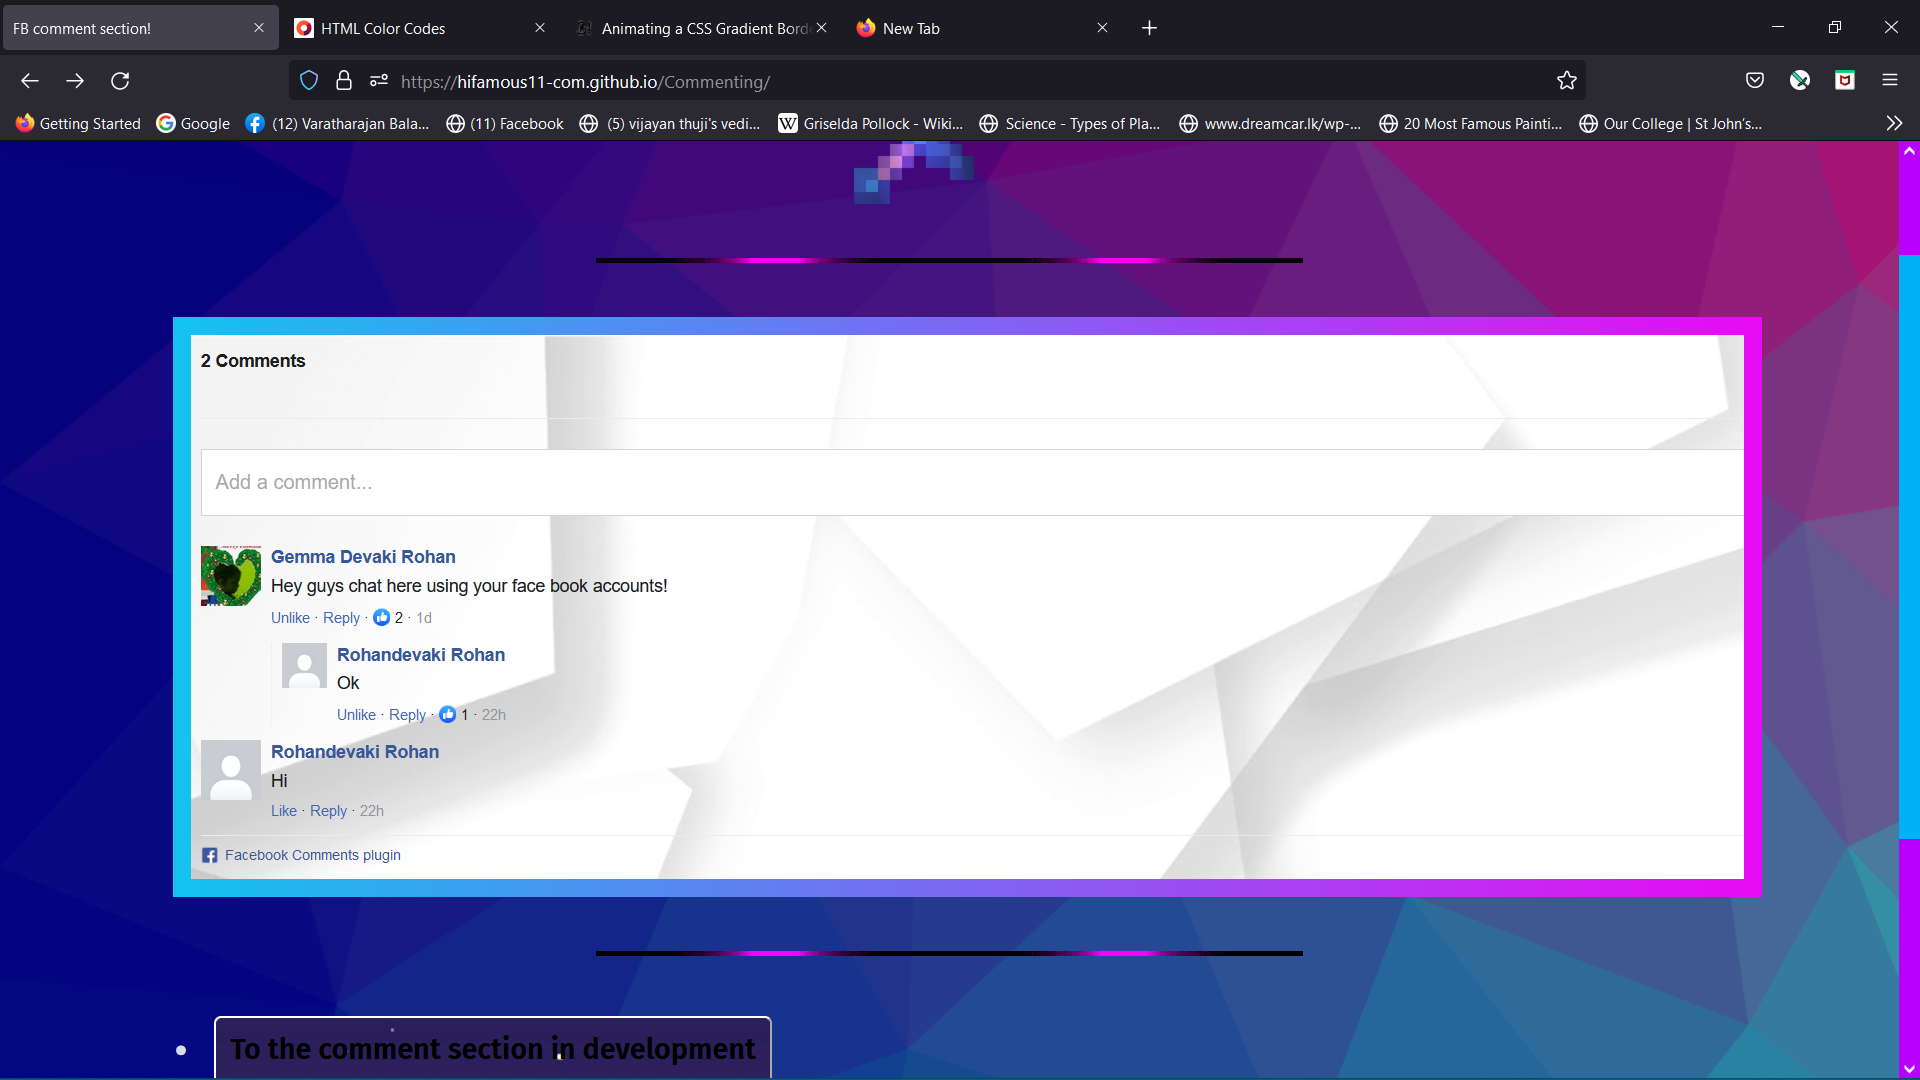 FB comment section!
HTML Color Codes
Animating a CSS Gradient Bord
New Tab
https://hifamous11-com.github.io/Commenting/
Getting Started
Google
(12) Varatharajan Bala...
(11) Facebook
(5) vijayan thuji's vedi...
W Griselda Pollock - Wiki...
Science - Types of Pla...
www.dreamcar.lk/wp-...
20 Most Famous Painti...
Our College | St John's...
2 Comments
Add a comment...
Gemma Devaki Rohan
Hey guys chat here using your face book accounts!
Unlike · Reply · 2 · 1d
Rohandevaki Rohan
Ok
Unlike · Reply · 1 · 22h
Rohandevaki Rohan
Hi
Like · Reply · 22h
Facebook Comments plugin
To the comment section in development